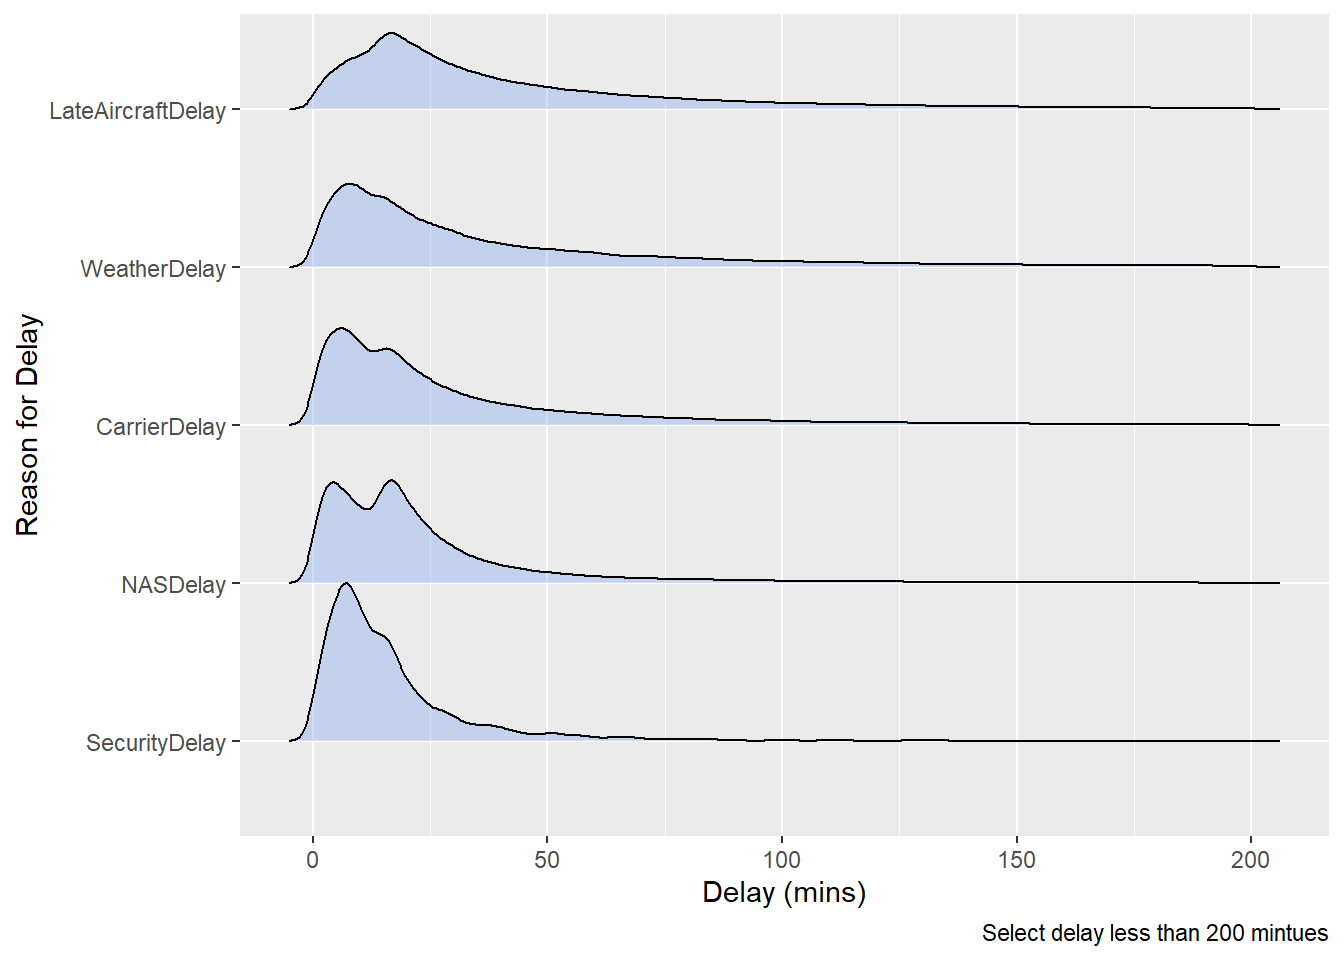 LateAircraftDelay
WeatherDelay
CarrierDelay
NASDelay
SecurityDelay
Reason for Delay
0 50 100 150 200
Delay (mins)
Select delay less than 200 mintues